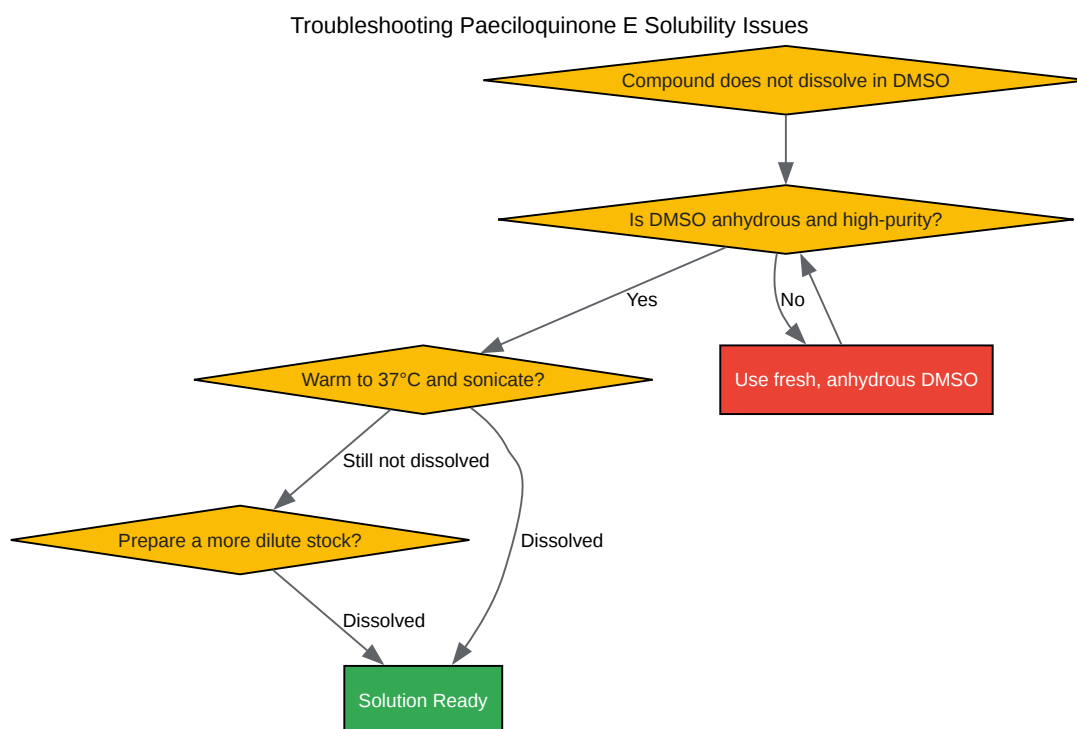 Troubleshooting Paeciloquinone E Solubility Issues
Compound does not dissolve in DMSO
Is DMSO anhydrous and high-purity?
Yes
No
Warm to 37°C and sonicate?
Use fresh, anhydrous DMSO
Still not dissolved
Prepare a more dilute stock?
Dissolved
Dissolved
Solution Ready